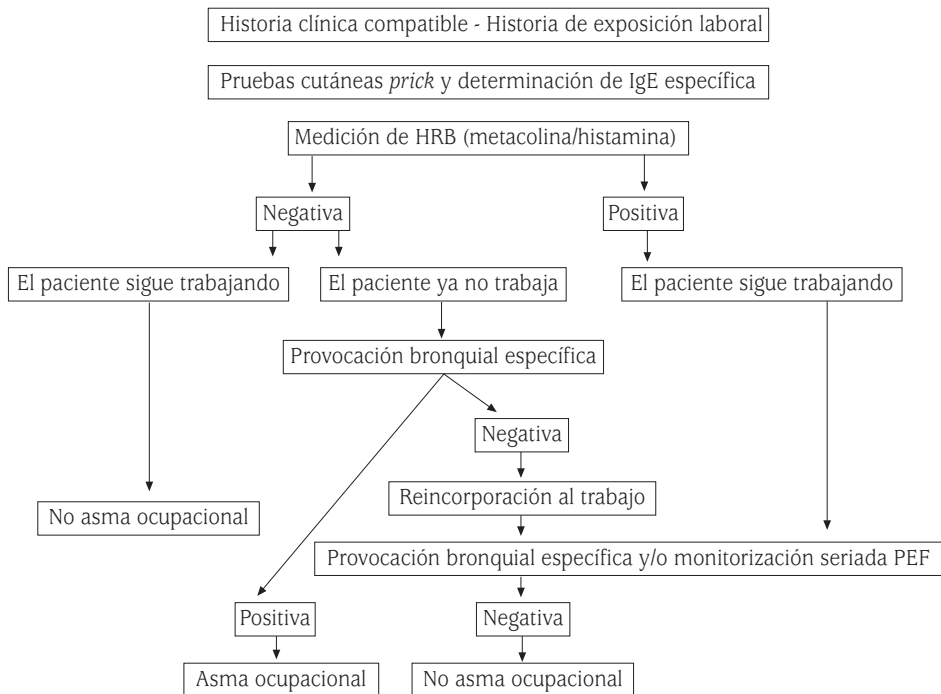 Historia clínica compatible - Historia de exposición laboral
Pruebas cutáneas prick y determinación de IgE específica
Medición de HRB (metacolina/histamina)
Negativa
Positiva
El paciente sigue trabajando
El paciente ya no trabaja
El paciente sigue trabajando
Provocación bronquial específica
Negativa
Reincorporación al trabajo
No asma ocupacional
Provocación bronquial específica y/o monitorización seriada PEF
Positiva
Negativa
Asma ocupacional
No asma ocupacional